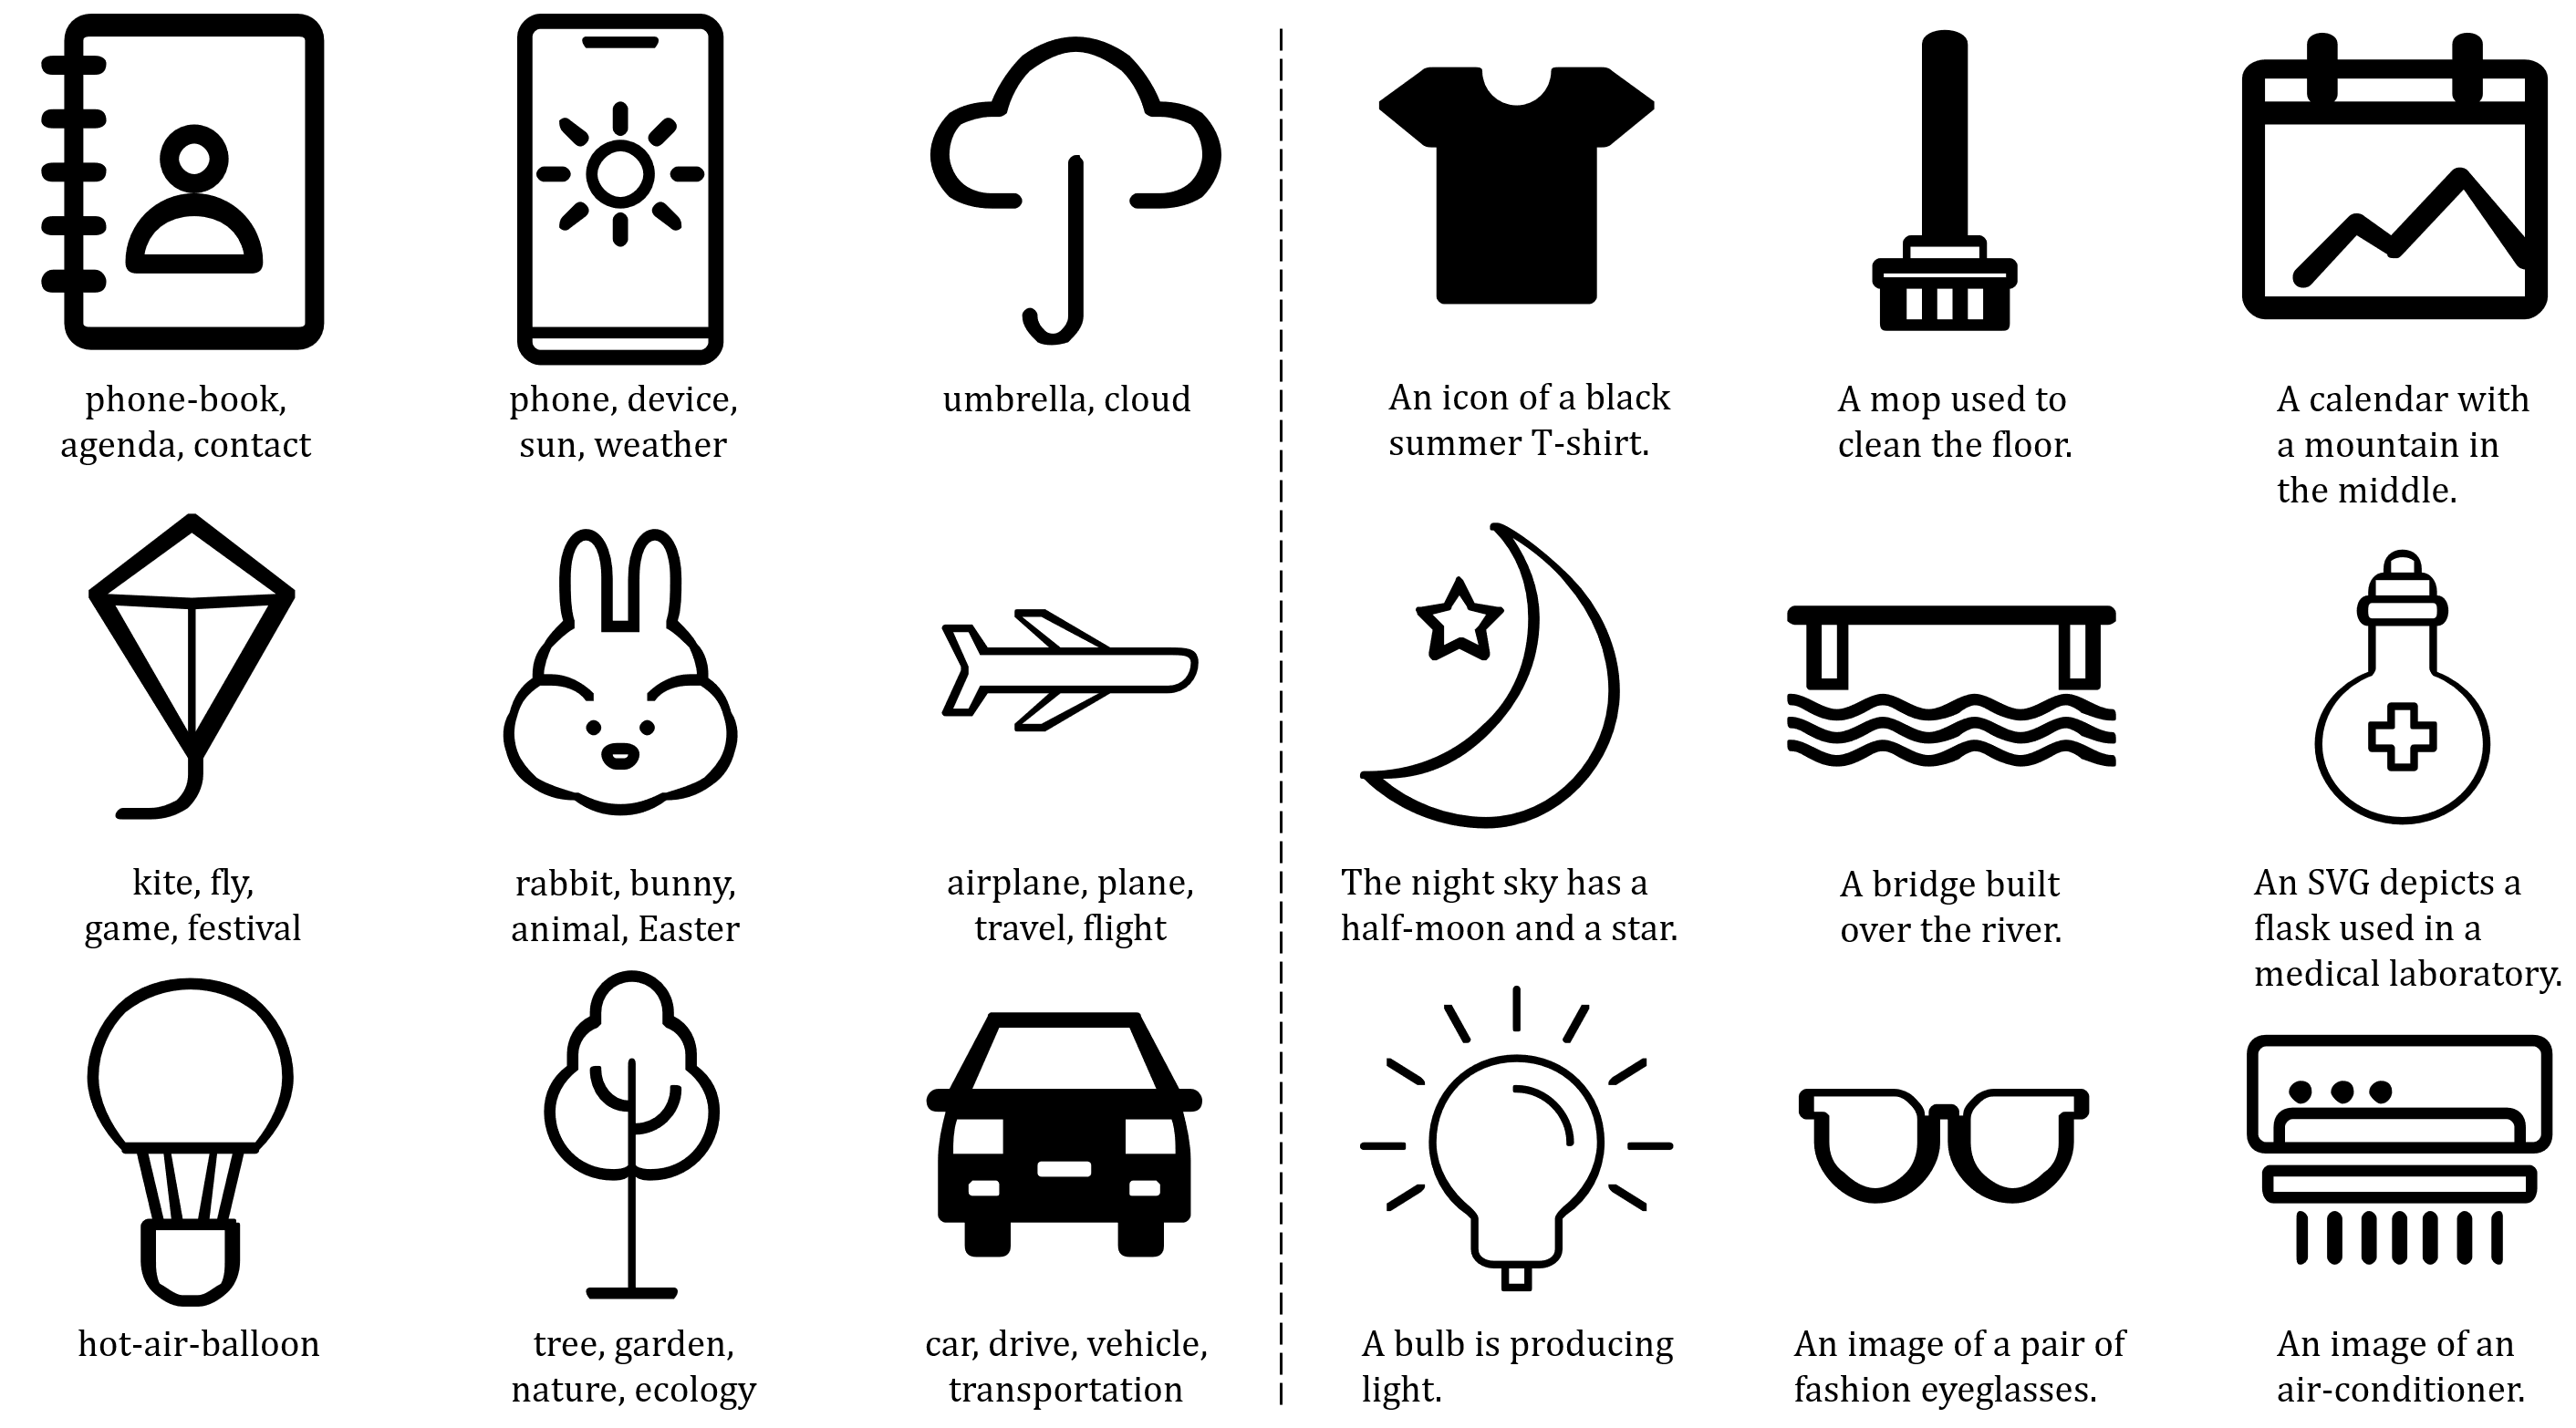 phone-book,
agenda, contact
phone, device,
sun, weather
umbrella, cloud
An icon of a black
summer T-shirt.
A mop used to
clean the floor.
A calendar with
a mountain in
the middle.
kite, fly,
game, festival
rabbit, bunny,
animal, Easter
airplane, plane,
travel, flight
The night sky has a
half-moon and a star.
A bridge built
over the river.
An SVG depicts a
flask used in a
medical laboratory.
hot-air-balloon
tree, garden,
nature, ecology
car, drive, vehicle,
transportation
A bulb is producing
light.
An image of a pair of
fashion eyeglasses.
An image of an
air-conditioner.